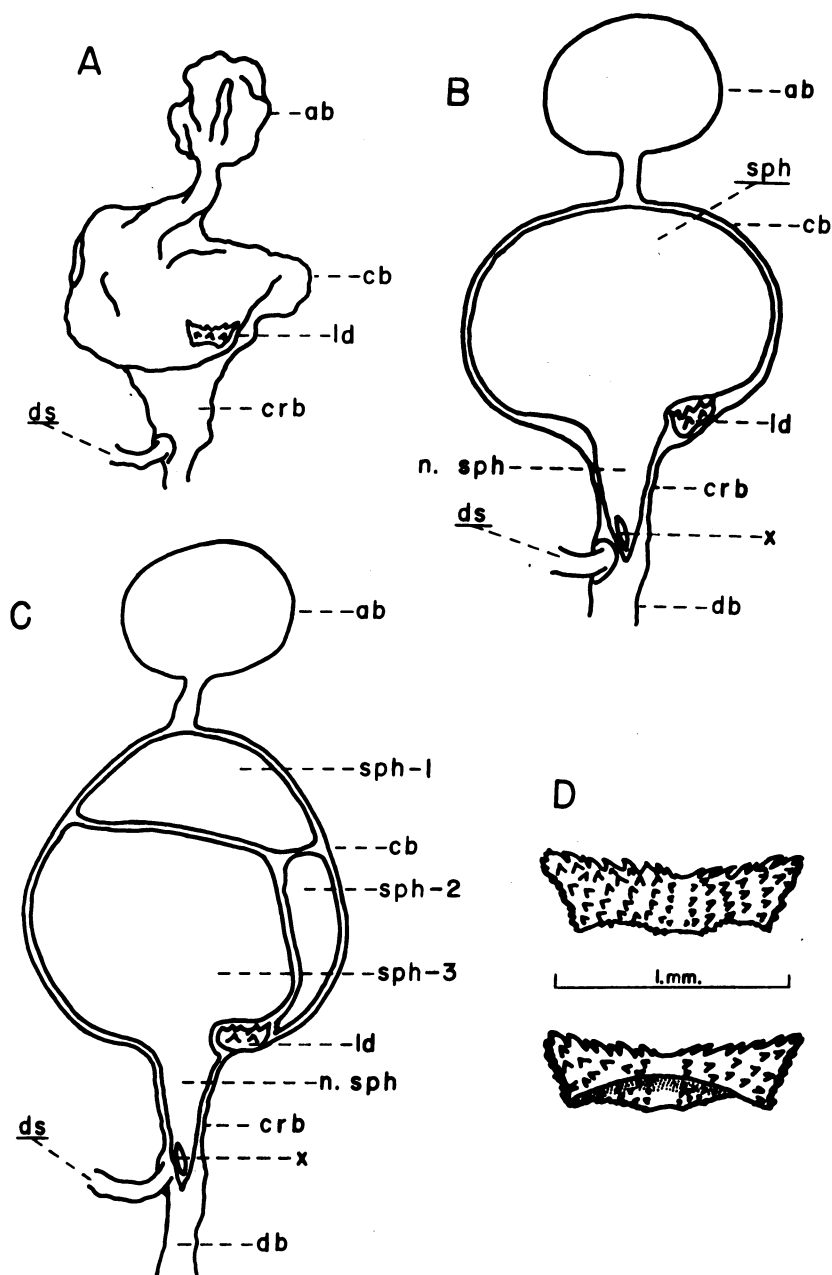 A
ab
cb
ld
crb
ds
B
ab
sph
cb
ld
n. sph
crb
ds
x
db
C
ab
sph-1
cb
sph-2
sph-3
ld
n. sph
crb
ds
x
db
D
1. mm.